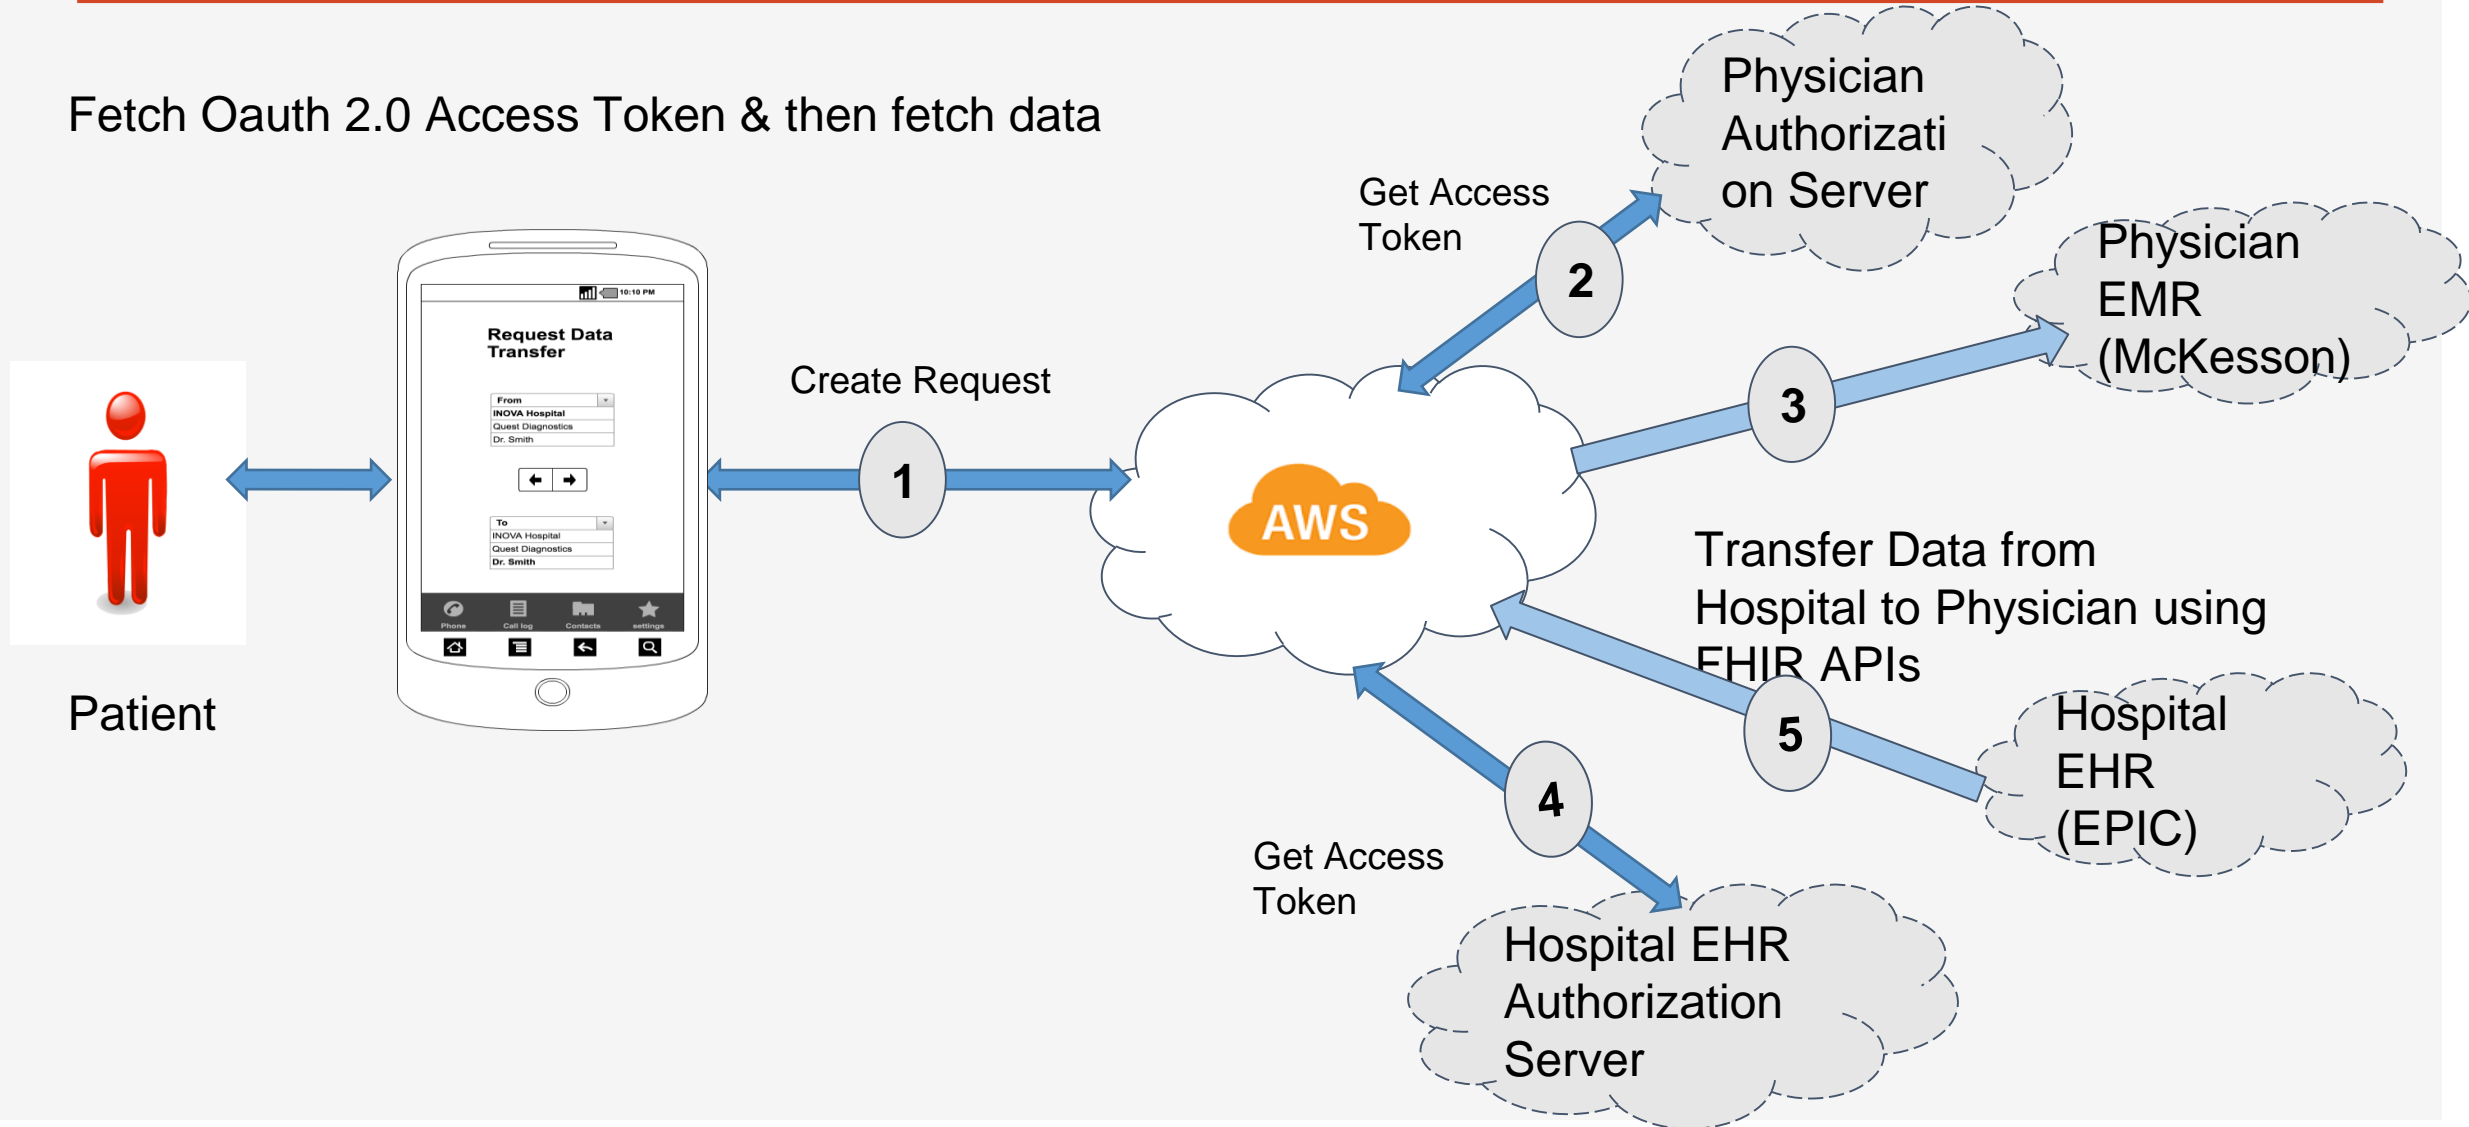 Fetch Oauth 2.0 Access Token & then fetch data
Patient
10:10 PM
Request Data
Transfer
From
INOVA Hospital
Quest Diagnostics
Dr. Smith
To
INOVA Hospital
Quest Diagnostics
Dr. Smith
Phone
Call log
Contacts
settings
Create Request
1
AWS
Get Access
Token
2
Physician
Authorizati
on Server
3
Physician
EMR
(McKesson)
Transfer Data from
Hospital to Physician using
FHIR APIs
5
Hospital
EHR
(EPIC)
4
Get Access
Token
Hospital EHR
Authorization
Server